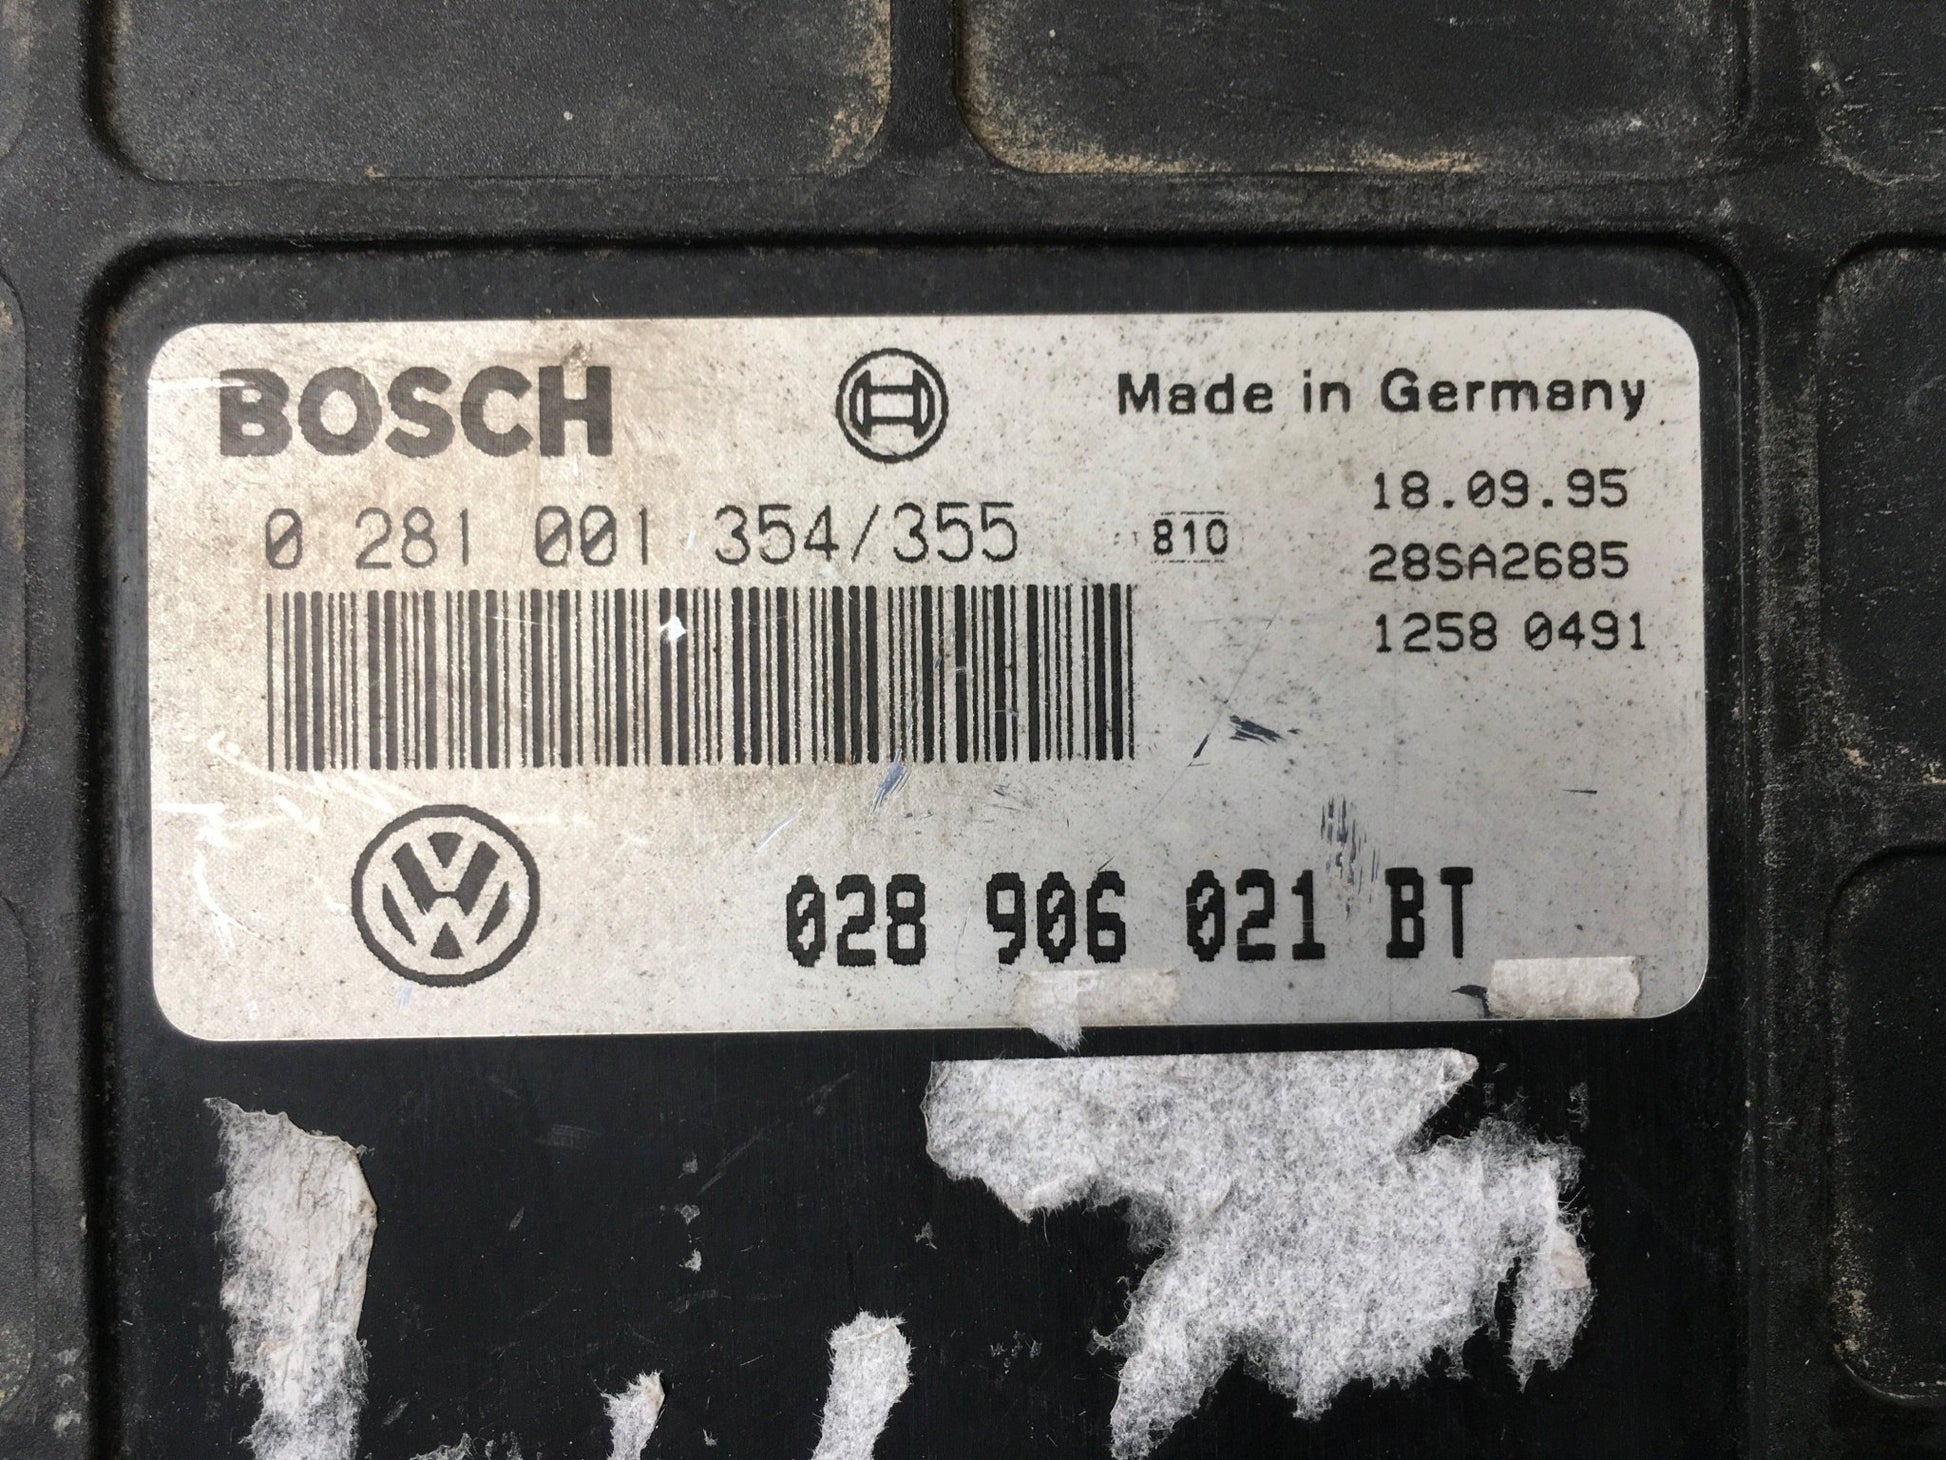 BOSCH
Made in Germany
0 281 001 354/355
810
18.09.95
28SA2685
1258 0491
028 906 021 BT